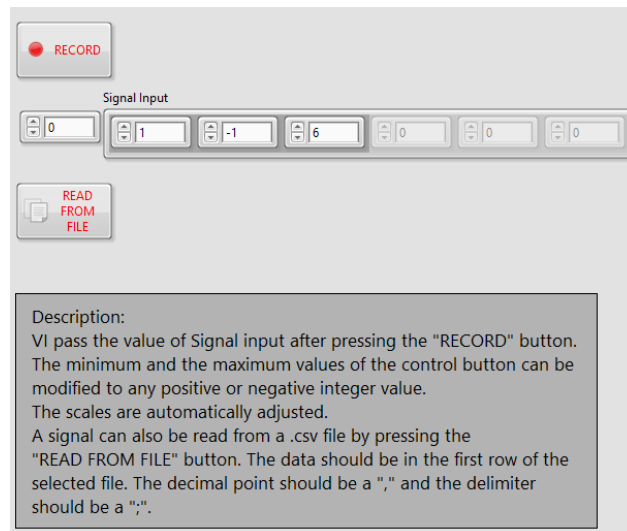 RECORD
Signal Input
0 1 -1 6 0 0 0
READ
FROM
FILE
Description:
VI pass the value of Signal input after pressing the "RECORD" button.
The minimum and the maximum values of the control button can be
modified to any positive or negative integer value.
The scales are automatically adjusted.
A signal can also be read from a .csv file by pressing the
"READ FROM FILE" button. The data should be in the first row of the
selected file. The decimal point should be a "," and the delimiter
should be a ";".